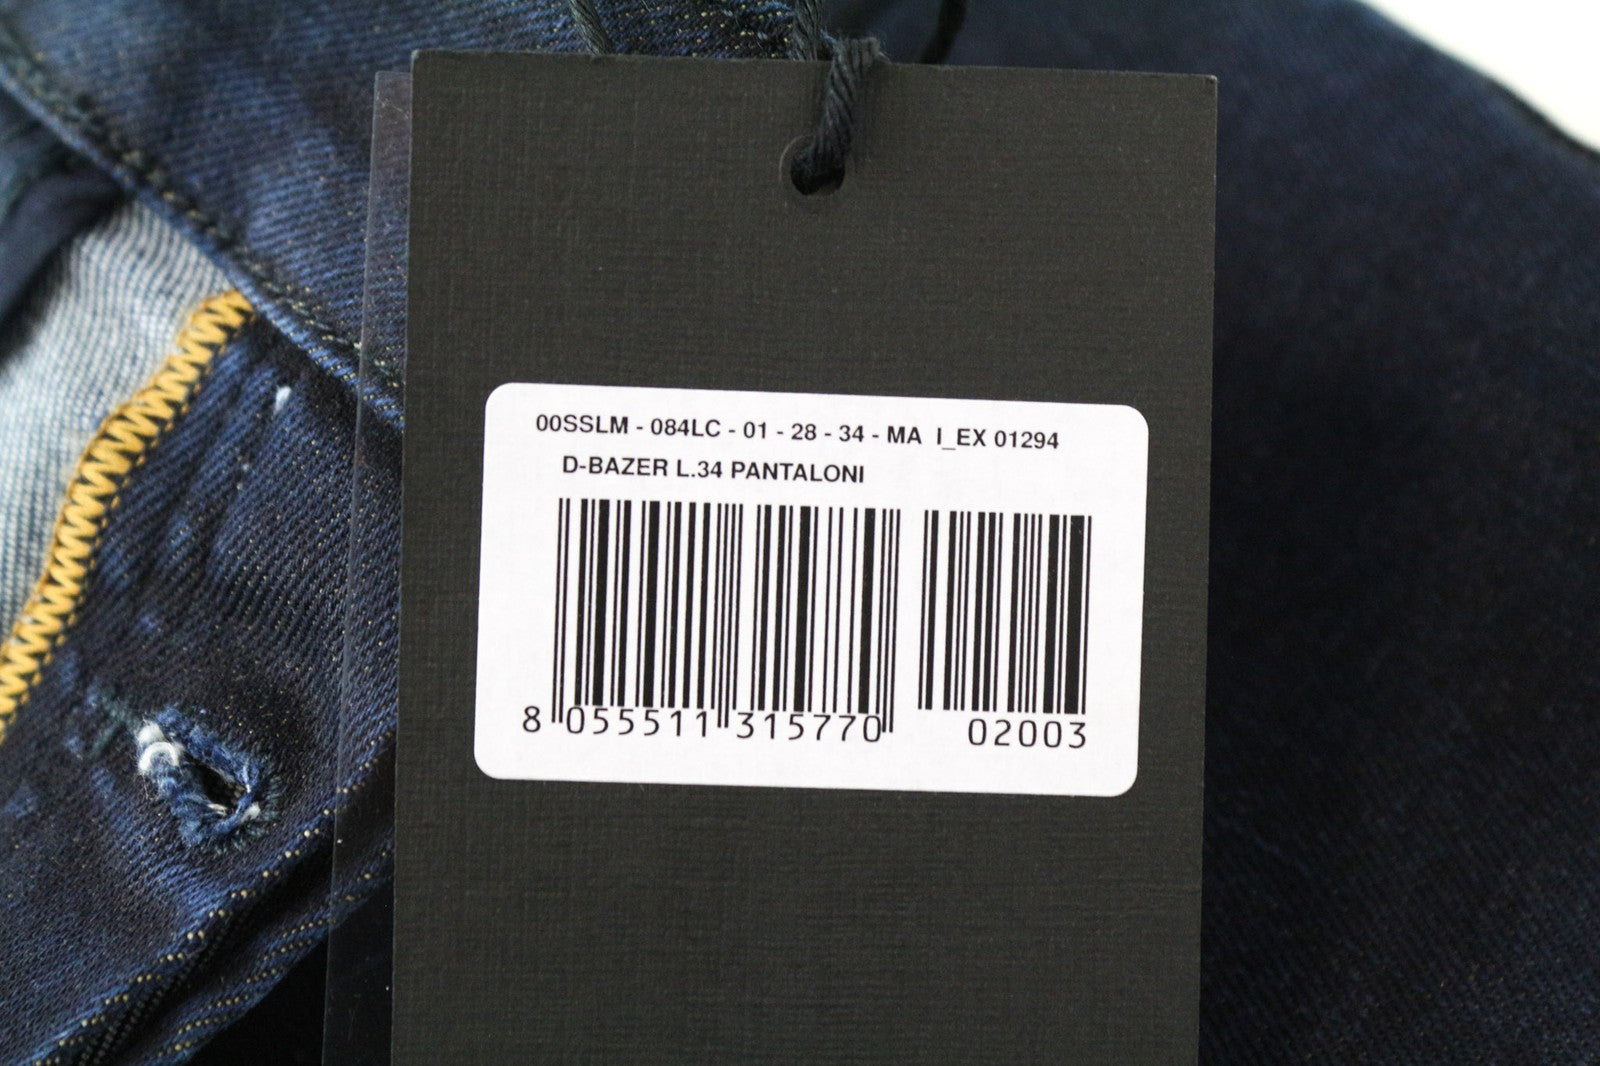 00SSLM - 084LC - 01 - 28 - 34 - MA I_EX 01294
D-BAZER L.34 PANTALONI
8 055511 315770 02003